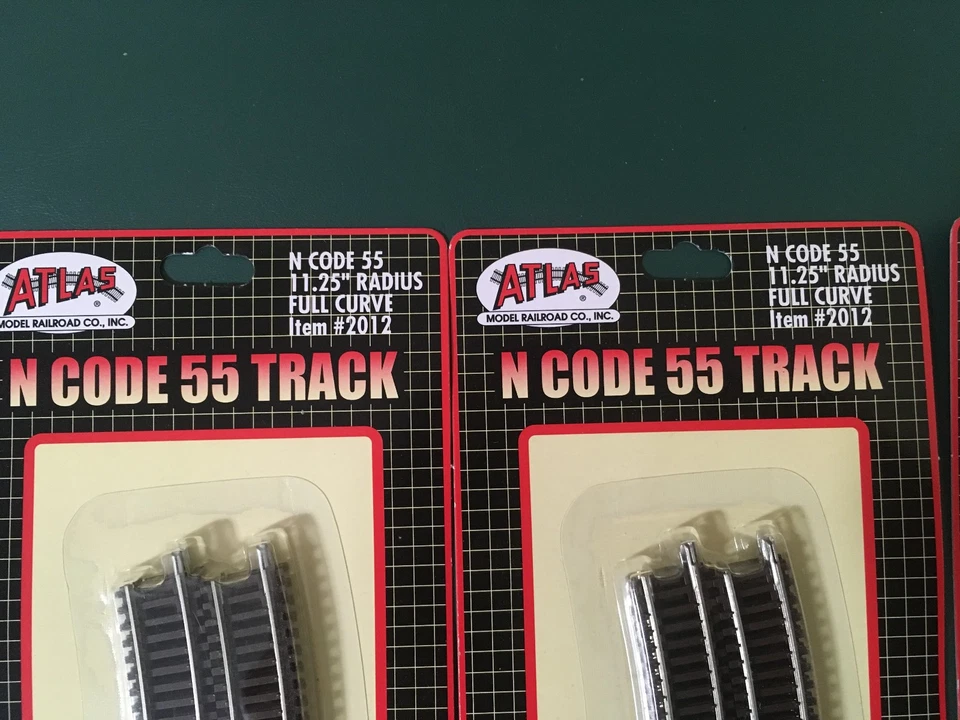 ATLAS
®
MODEL RAILROAD CO., INC.
N CODE 55
11.25" RADIUS
FULL CURVE
Item #2012
N CODE 55 TRACK
ATLAS
®
MODEL RAILROAD CO., INC.
N CODE 55
11.25" RADIUS
FULL CURVE
Item #2012
N CODE 55 TRACK